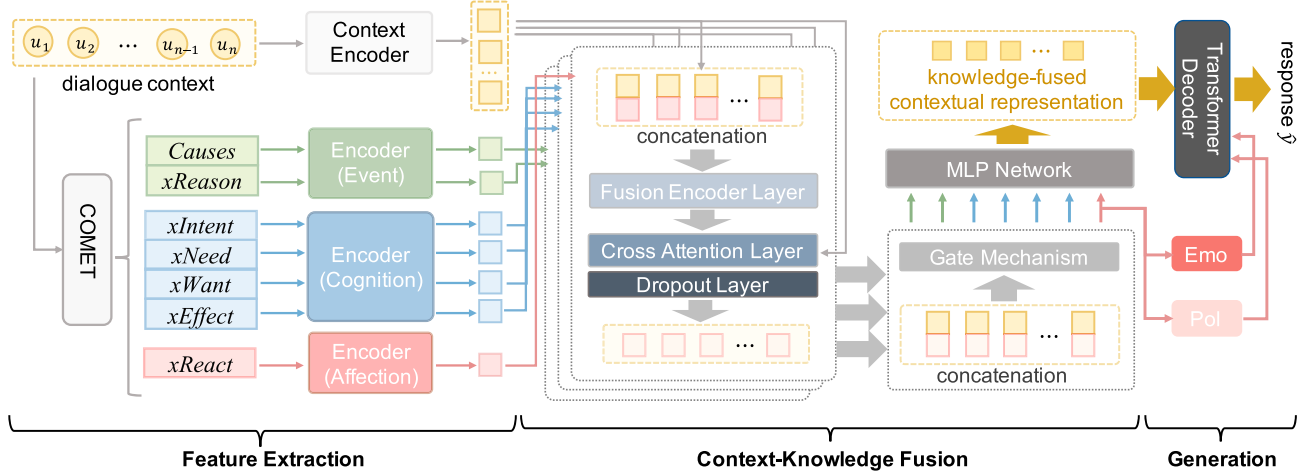 u1 u2 ... un−1 un
dialogue context
Context
Encoder
...
COMET
Causes
xReason
xIntent
xNeed
xWant
xEffect
xReact
Encoder
(Event)
Encoder
(Cognition)
Encoder
(Affection)
...
concatenation
Fusion Encoder Layer
Cross Attention Layer
Dropout Layer
...
...
knowledge-fused
contextual representation
MLP Network
Gate Mechanism
...
concatenation
Transformer
Decoder
response ŷ
Emo
Pol
Feature Extraction
Context-Knowledge Fusion
Generation